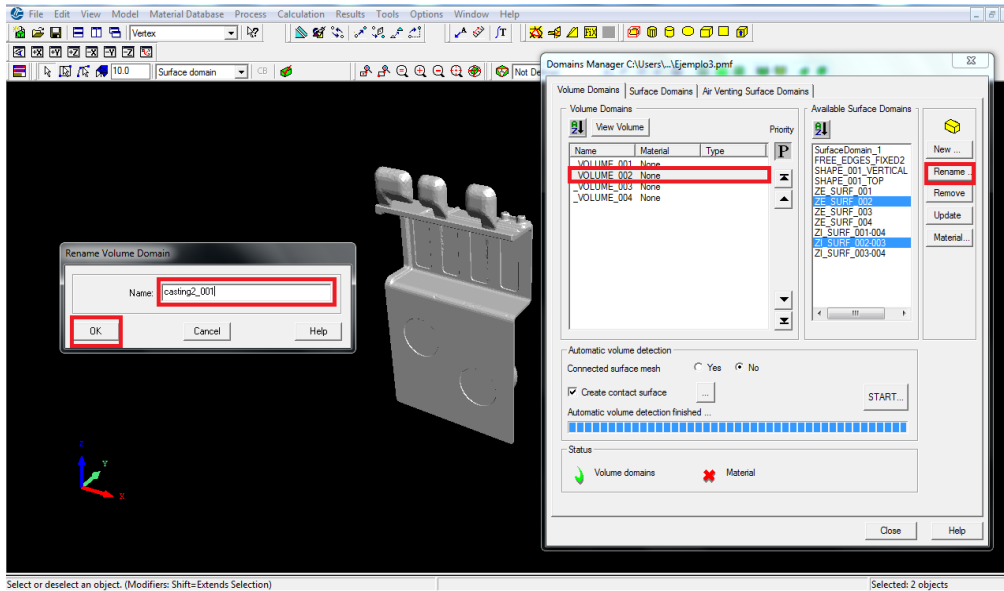 File Edit View Model Material Database Process Calculation Results Tools Options Window Help
Vertex
10.0 Surface domain CB Not De
Domains Manager C:\Users\...\Ejemplo3.pmf
Volume Domains Surface Domains Air Venting Surface Domains
Volume Domains
View Volume
Priority
Name Material Type
P
_VOLUME_001 None
_VOLUME_002 None
_VOLUME_003 None
_VOLUME_004 None
Available Surface Domains
SurfaceDomain_1
FREE_EDGES_FIXED2
SHAPE_001_VERTICAL
SHAPE_001_TOP
ZE_SURF_001
ZE_SURF_002
ZE_SURF_003
ZE_SURF_004
ZI_SURF_001-004
ZI_SURF_002-003
ZI_SURF_003-004
New ...
Rename ..
Remove
Update
Material...
Rename Volume Domain
Name: casting2_001
OK Cancel Help
Automatic volume detection
Connected surface mesh Yes No
Create contact surface ...
START...
Automatic volume detection finished ...
Status
Volume domains Material
Close Help
Z
Y
X
Select or deselect an object. (Modifiers: Shift=Extends Selection)
Selected: 2 objects